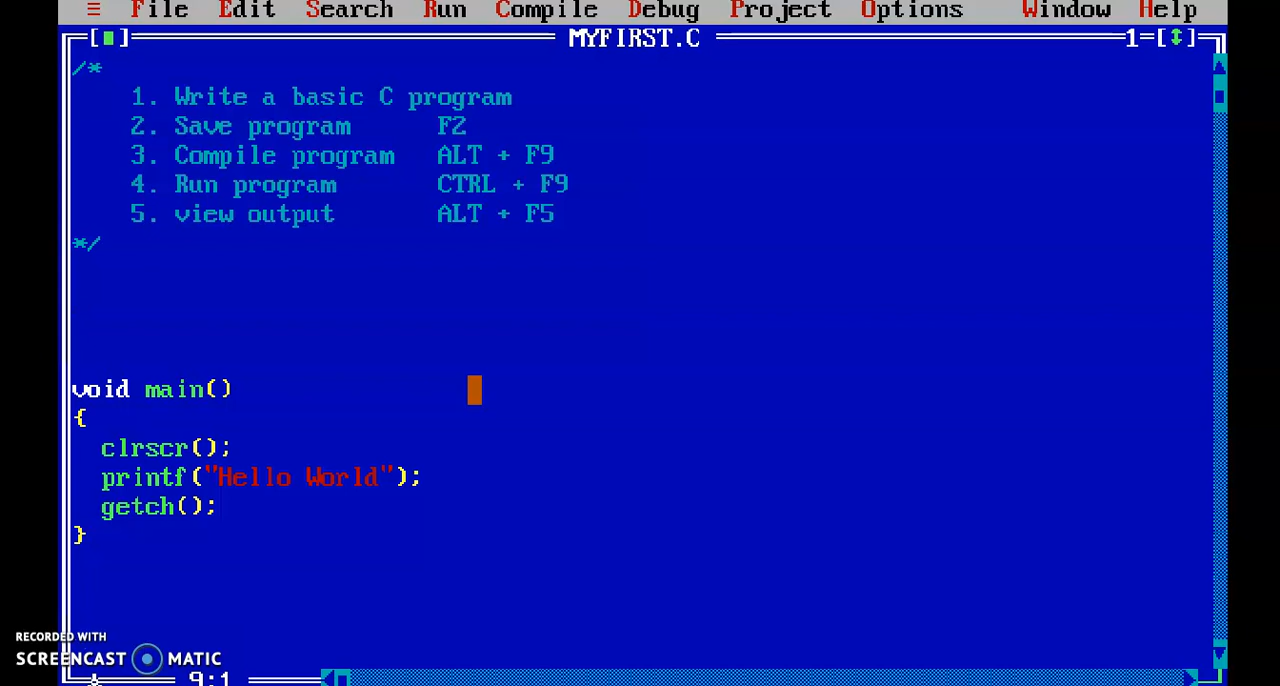 ≡ File Edit Search Run Compile Debug Project Options Window Help
MYFIRST.C 1=[↕]
/*
1. Write a basic C program
2. Save program F2
3. Compile program ALT + F9
4. Run program CTRL + F9
5. view output ALT + F5
*/
void main()
{
clrscr();
printf("Hello World");
getch();
}
RECORDED WITH
SCREENCAST MATIC
9:1